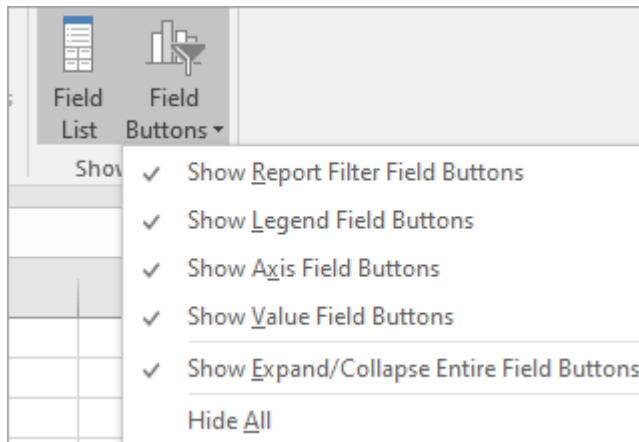 Field
List
Field
Buttons
Show Report Filter Field Buttons
Show Legend Field Buttons
Show Axis Field Buttons
Show Value Field Buttons
Show Expand/Collapse Entire Field Buttons
Hide All